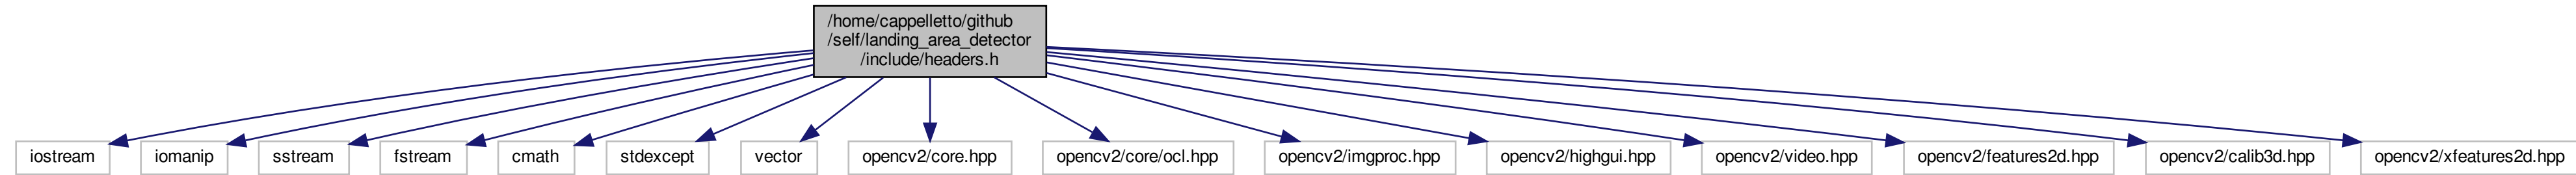 /home/cappelletto/github
/self/landing_area_detector
/include/headers.h
iostream
iomanip
sstream
fstream
cmath
stdexcept
vector
opencv2/core.hpp
opencv2/core/ocl.hpp
opencv2/imgproc.hpp
opencv2/highgui.hpp
opencv2/video.hpp
opencv2/features2d.hpp
opencv2/calib3d.hpp
opencv2/xfeatures2d.hpp